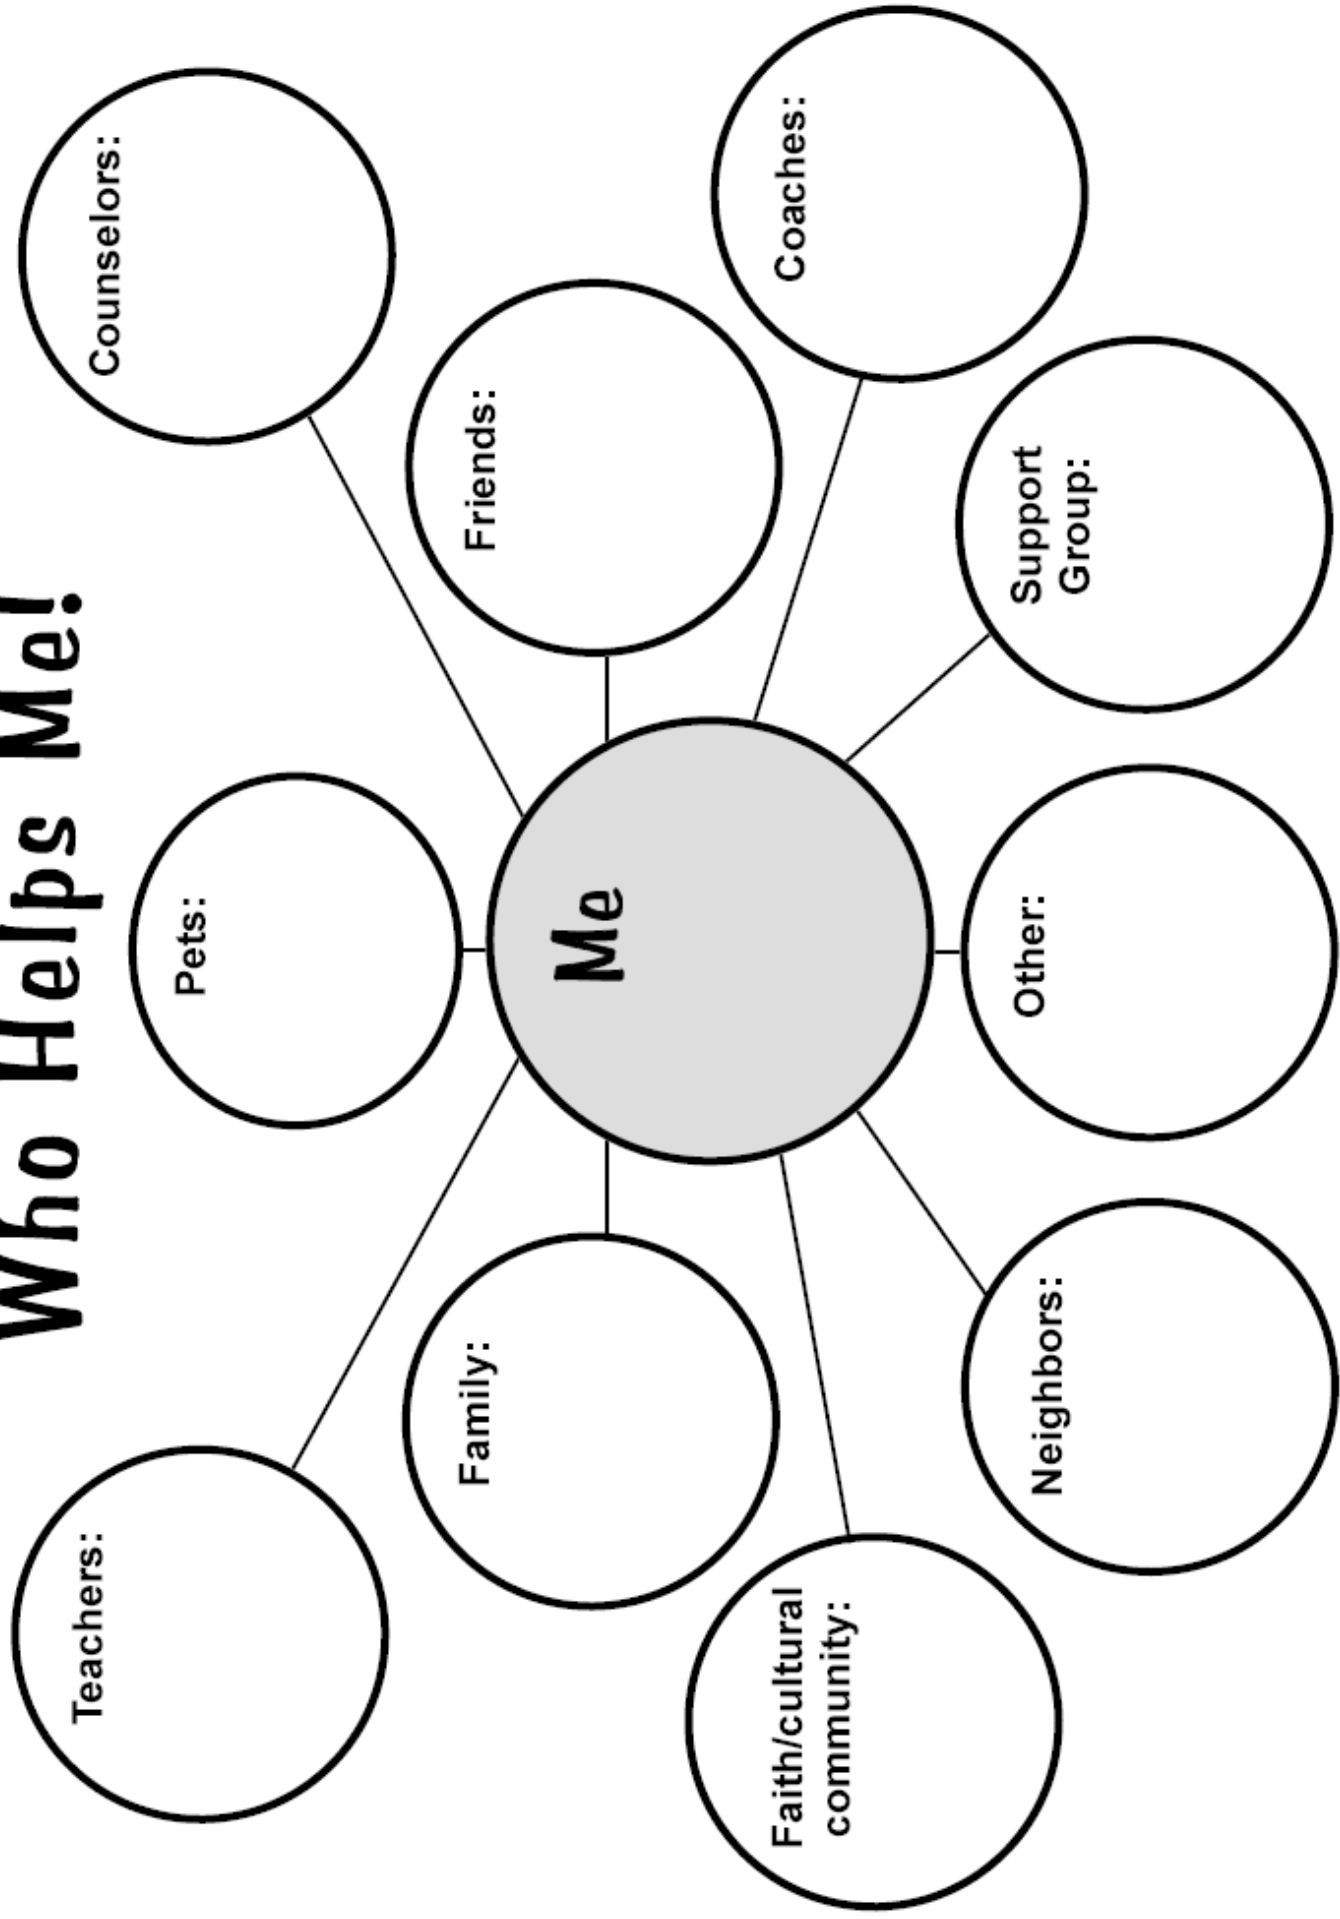 Who Helps Me!
Teachers:
Pets:
Counselors:
Family:
Friends:
Me
Faith/cultural
community:
Coaches:
Neighbors:
Other:
Support
Group: